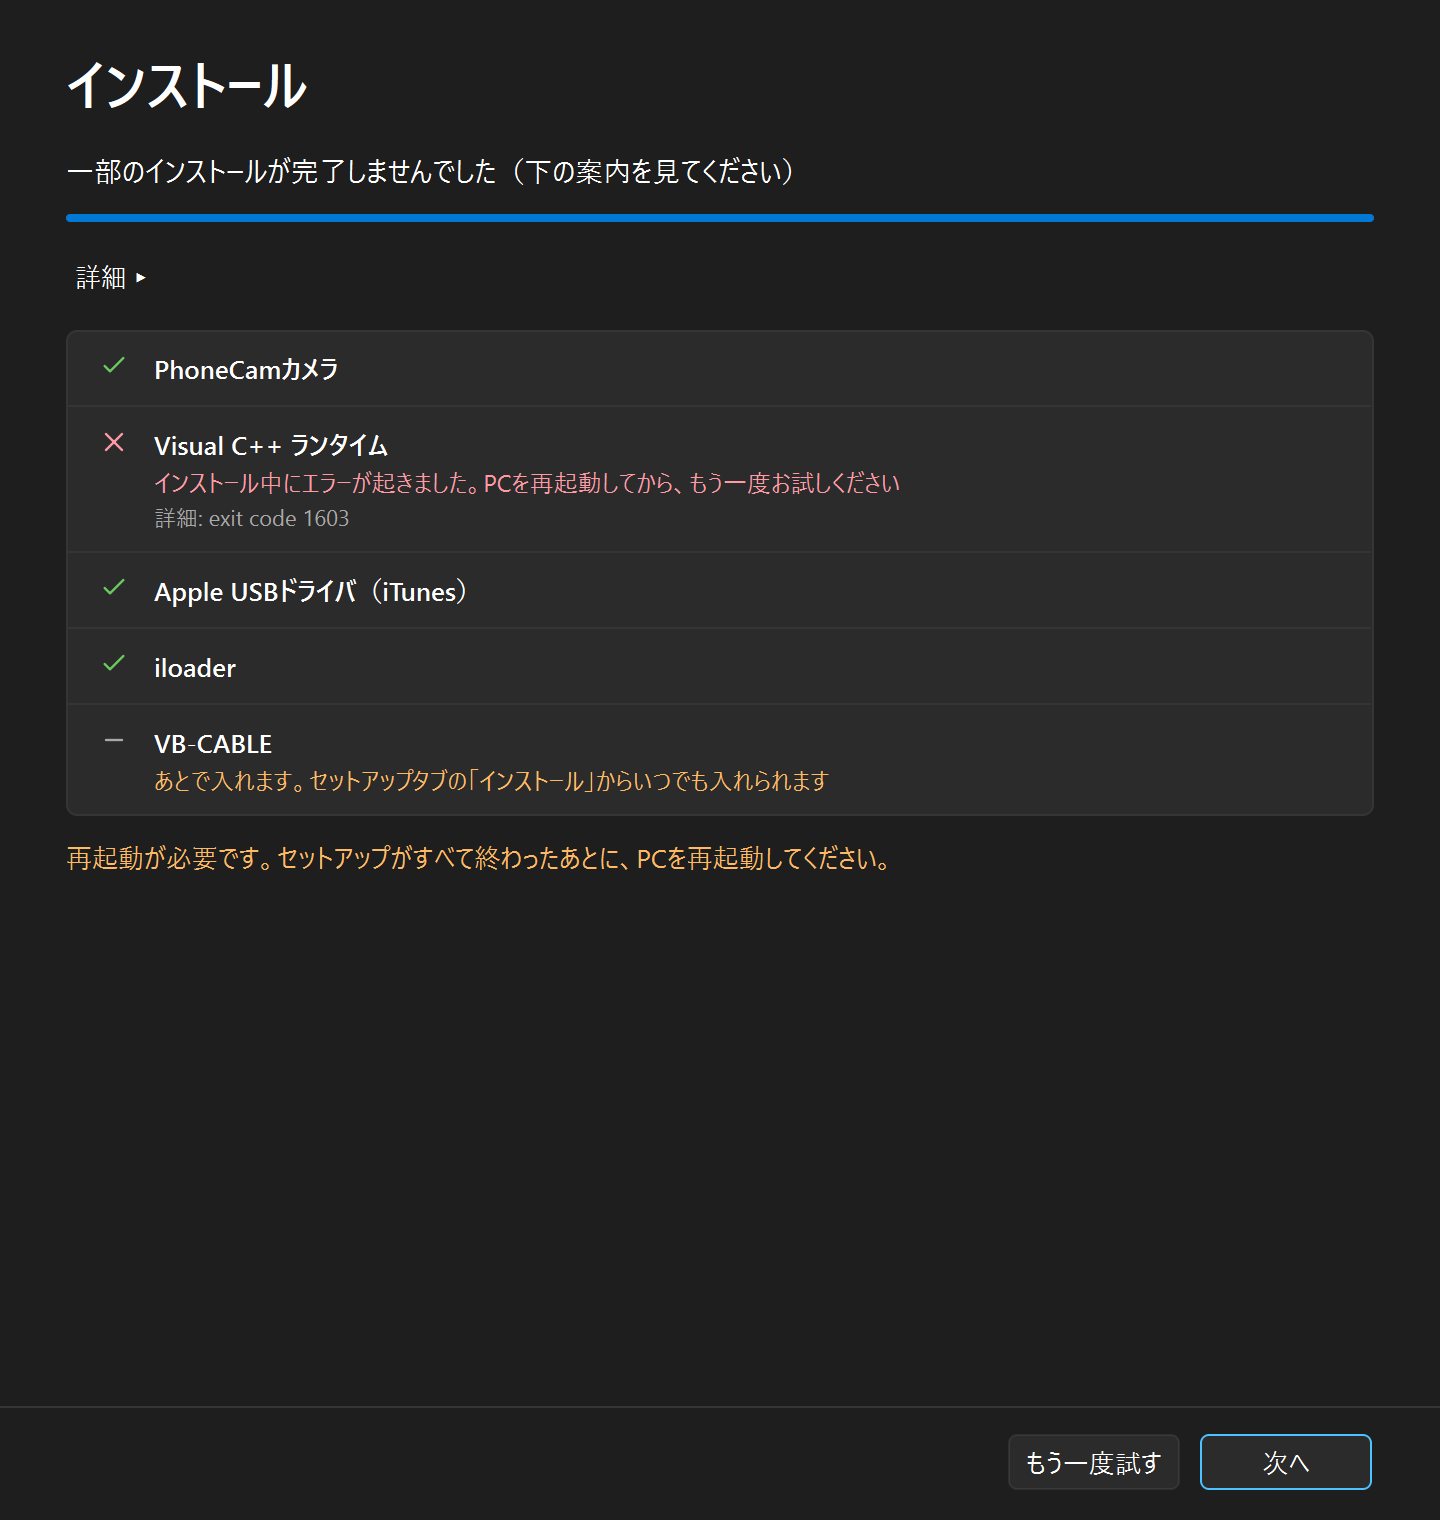 インストール
一部のインストールが完了しませんでした（下の案内を見てください）
詳細 ▸
PhoneCamカメラ
Visual C++ ランタイム
インストール中にエラーが起きました。PCを再起動してから、もう一度お試しください
詳細: exit code 1603
Apple USBドライバ（iTunes）
iloader
VB-CABLE
あとで入れます。セットアップタブの「インストール」からいつでも入れられます
再起動が必要です。セットアップがすべて終わったあとに、PCを再起動してください。
もう一度試す
次へ